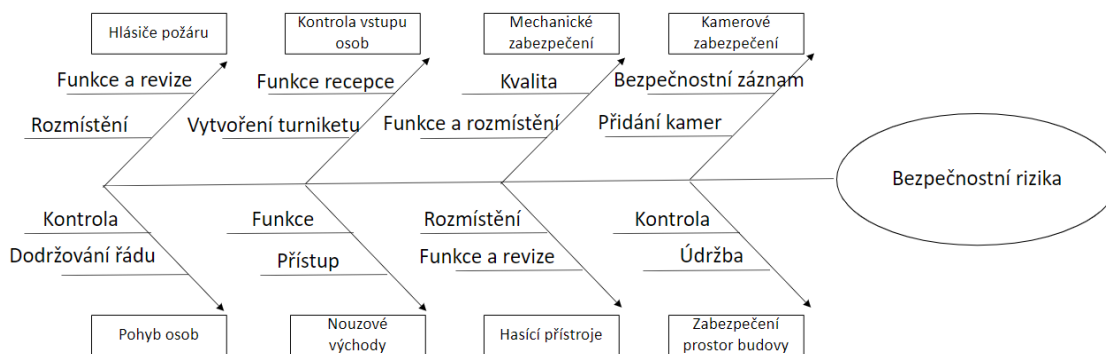 Hlásiče požáru
Kontrola vstupu
osob
Mechanické
zabezpečení
Kamerové
zabezpečení
Funkce a revize
Funkce recepce
Kvalita
Bezpečnostní záznam
Rozmístění
Vytvoření turniketu
Funkce a rozmístění
Přidání kamer
Bezpečnostní rizika
Kontrola
Funkce
Rozmístění
Kontrola
Dodržování řádu
Přístup
Funkce a revize
Údržba
Pohyb osob
Nouzové
východy
Hasící přístroje
Zabezpečení
prostor budovy